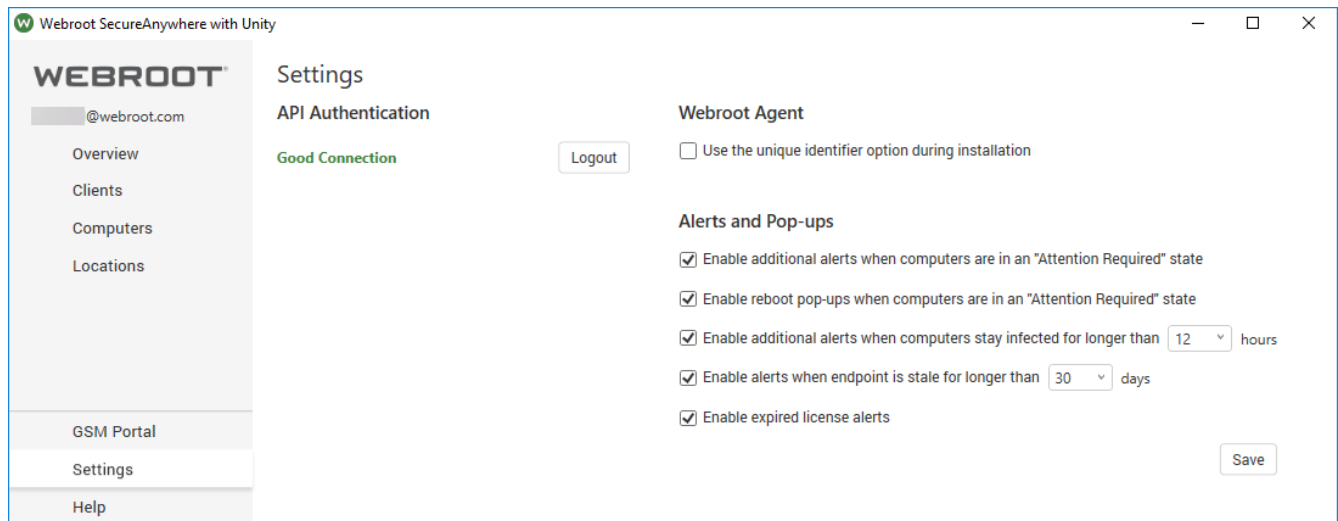 Webroot SecureAnywhere with Unity
WEBROOT®
@webroot.com
Overview
Clients
Computers
Locations
GSM Portal
Settings
Help
Settings
API Authentication
Good Connection
Logout
Webroot Agent
Use the unique identifier option during installation
Alerts and Pop-ups
Enable additional alerts when computers are in an "Attention Required" state
Enable reboot pop-ups when computers are in an "Attention Required" state
Enable additional alerts when computers stay infected for longer than 12 hours
Enable alerts when endpoint is stale for longer than 30 days
Enable expired license alerts
Save